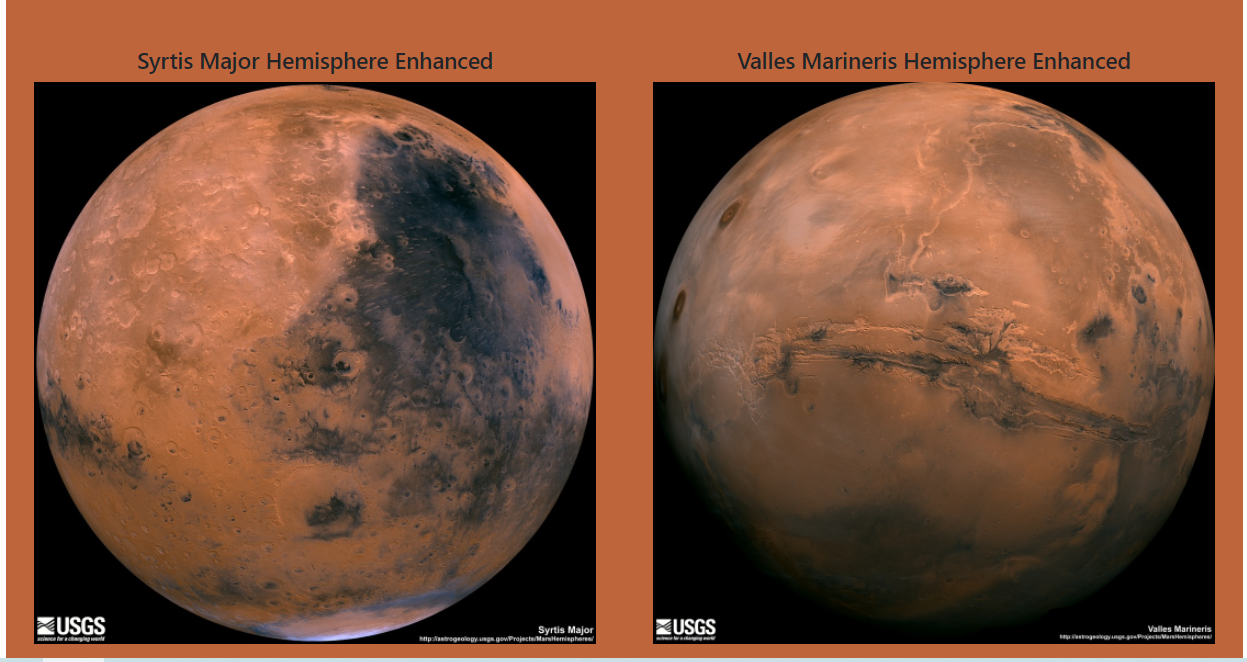 Syrtis Major Hemisphere Enhanced
Valles Marineris Hemisphere Enhanced
USGS
science for a changing world
Syrtis Major
http://astrogeology.usgs.gov/Projects/MarsHemispheres/
USGS
science for a changing world
Valles Marineris
http://astrogeology.usgs.gov/Projects/MarsHemispheres/